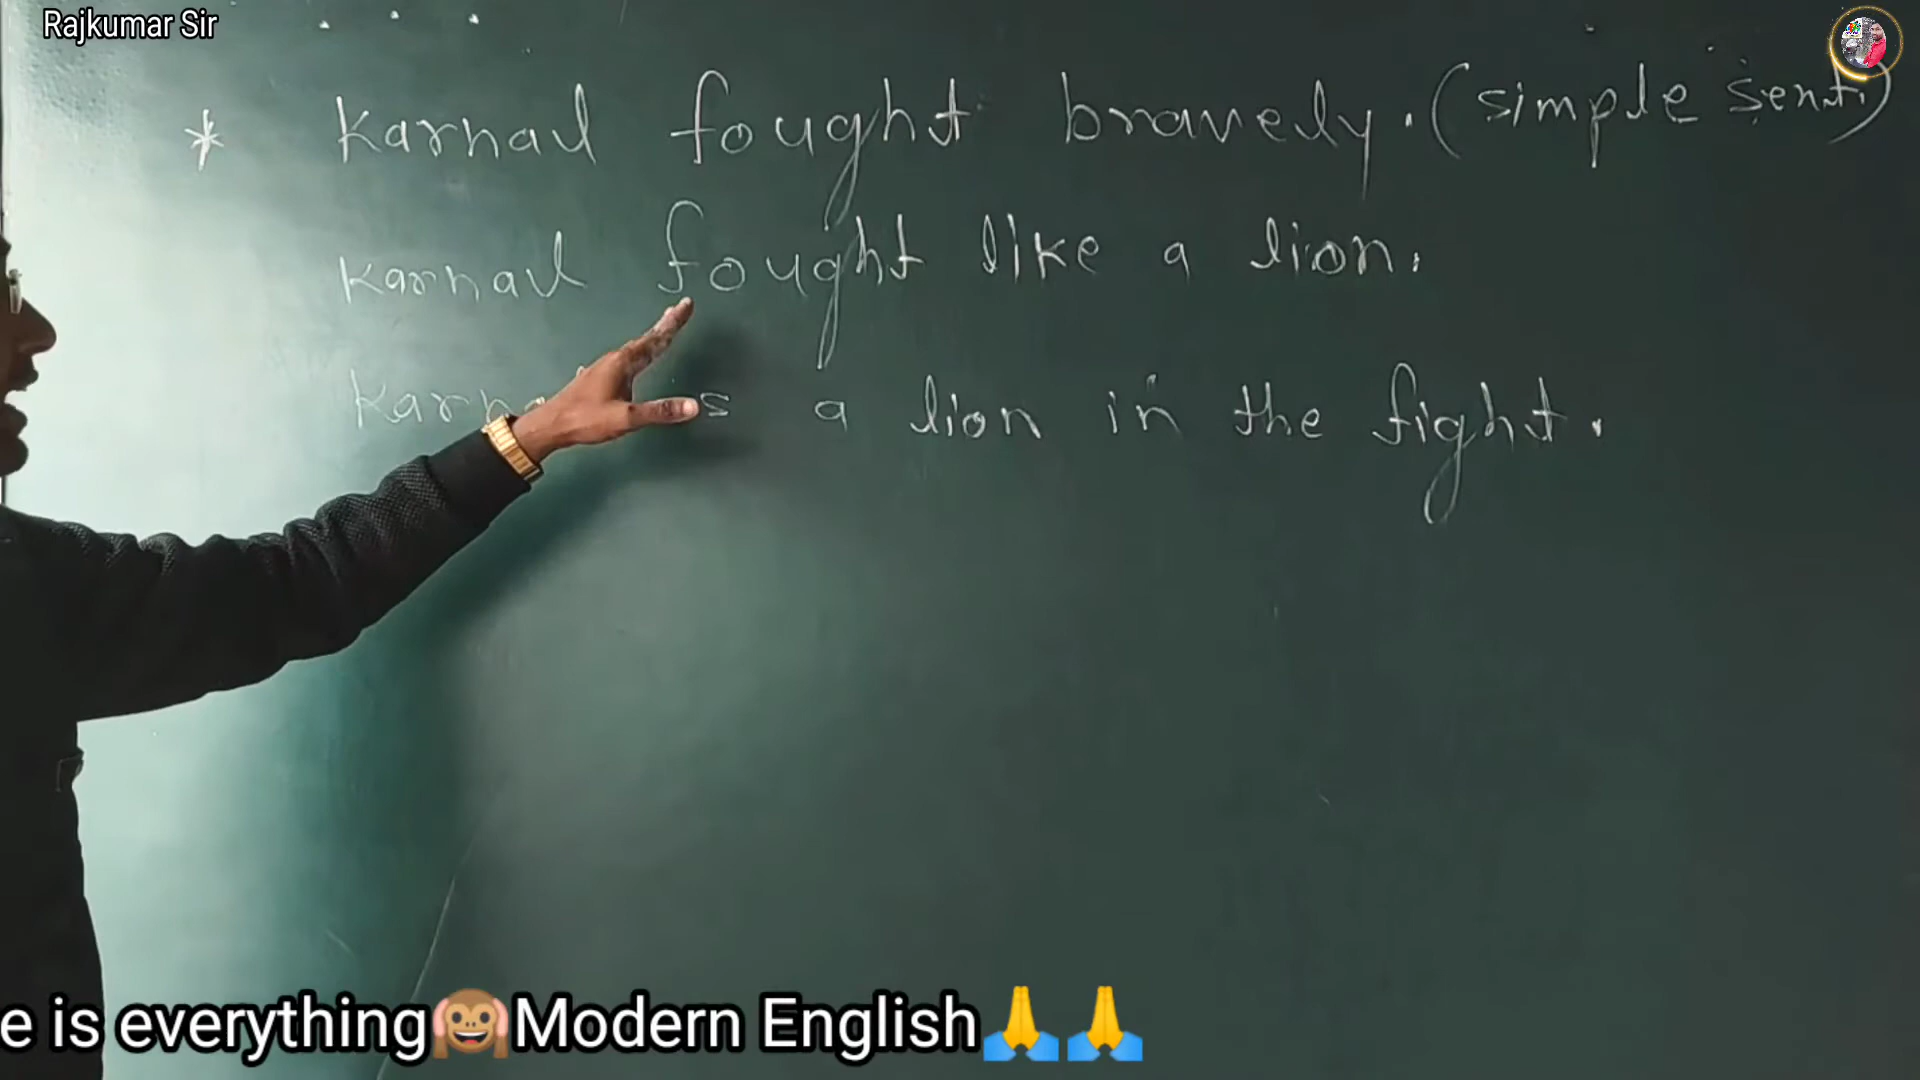 Rajkumar Sir
* Karnal fought bravely. (simple sent.)
Karnal fought like a lion.
a lion in the fight.
e is everything🙉Modern English🙏🙏